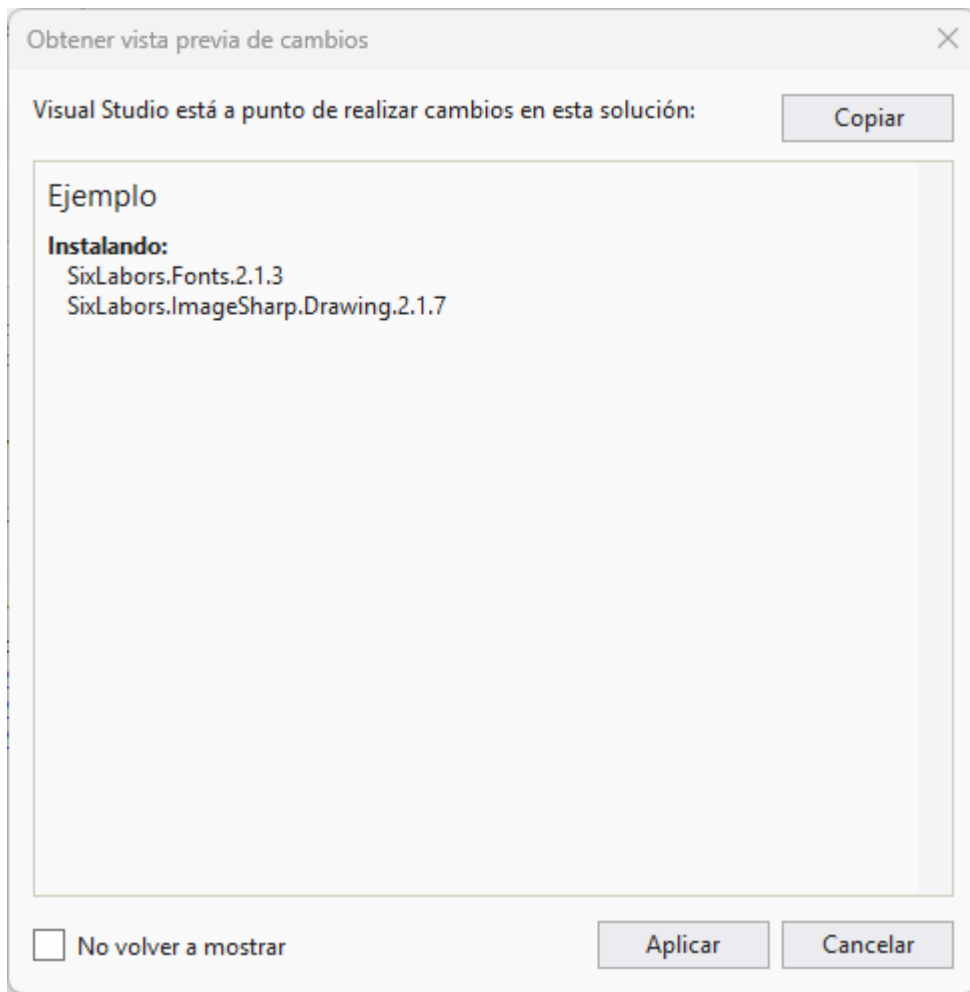 Obtener vista previa de cambios
Visual Studio está a punto de realizar cambios en esta solución:
Copiar
Ejemplo
Instalando:
SixLabors.Fonts.2.1.3
SixLabors.ImageSharp.Drawing.2.1.7
No volver a mostrar
Aplicar
Cancelar